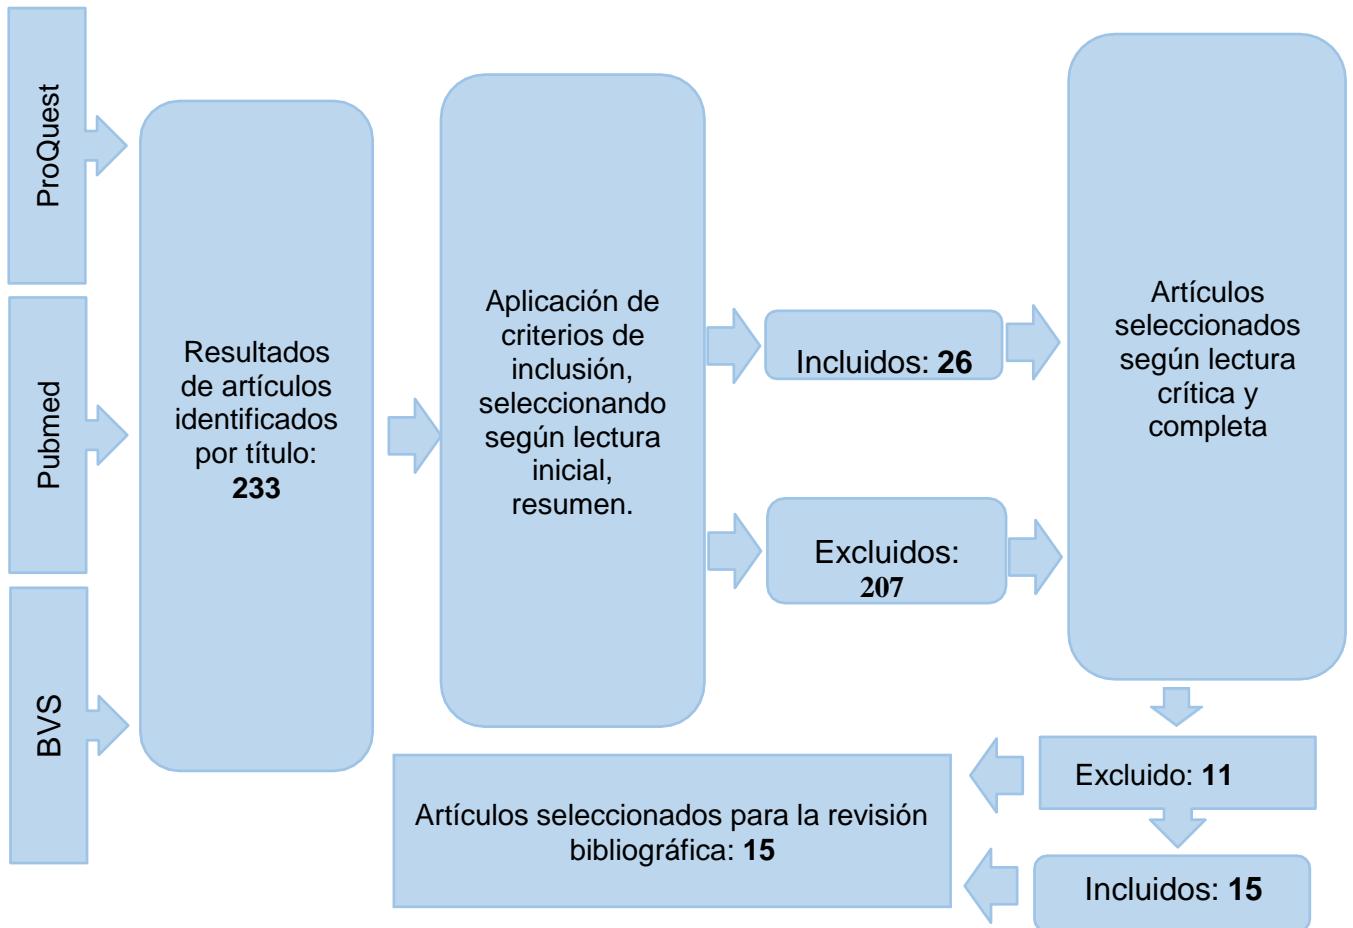 ProQuest
Pubmed
BVS
Resultados
de artículos
identificados
por título:
233
Aplicación de
criterios de
inclusión,
seleccionando
según lectura
inicial,
resumen.
Incluidos: 26
Excluidos:
207
Artículos
seleccionados
según lectura
crítica y
completa
Excluido: 11
Incluidos: 15
Artículos seleccionados para la revisión
bibliográfica: 15